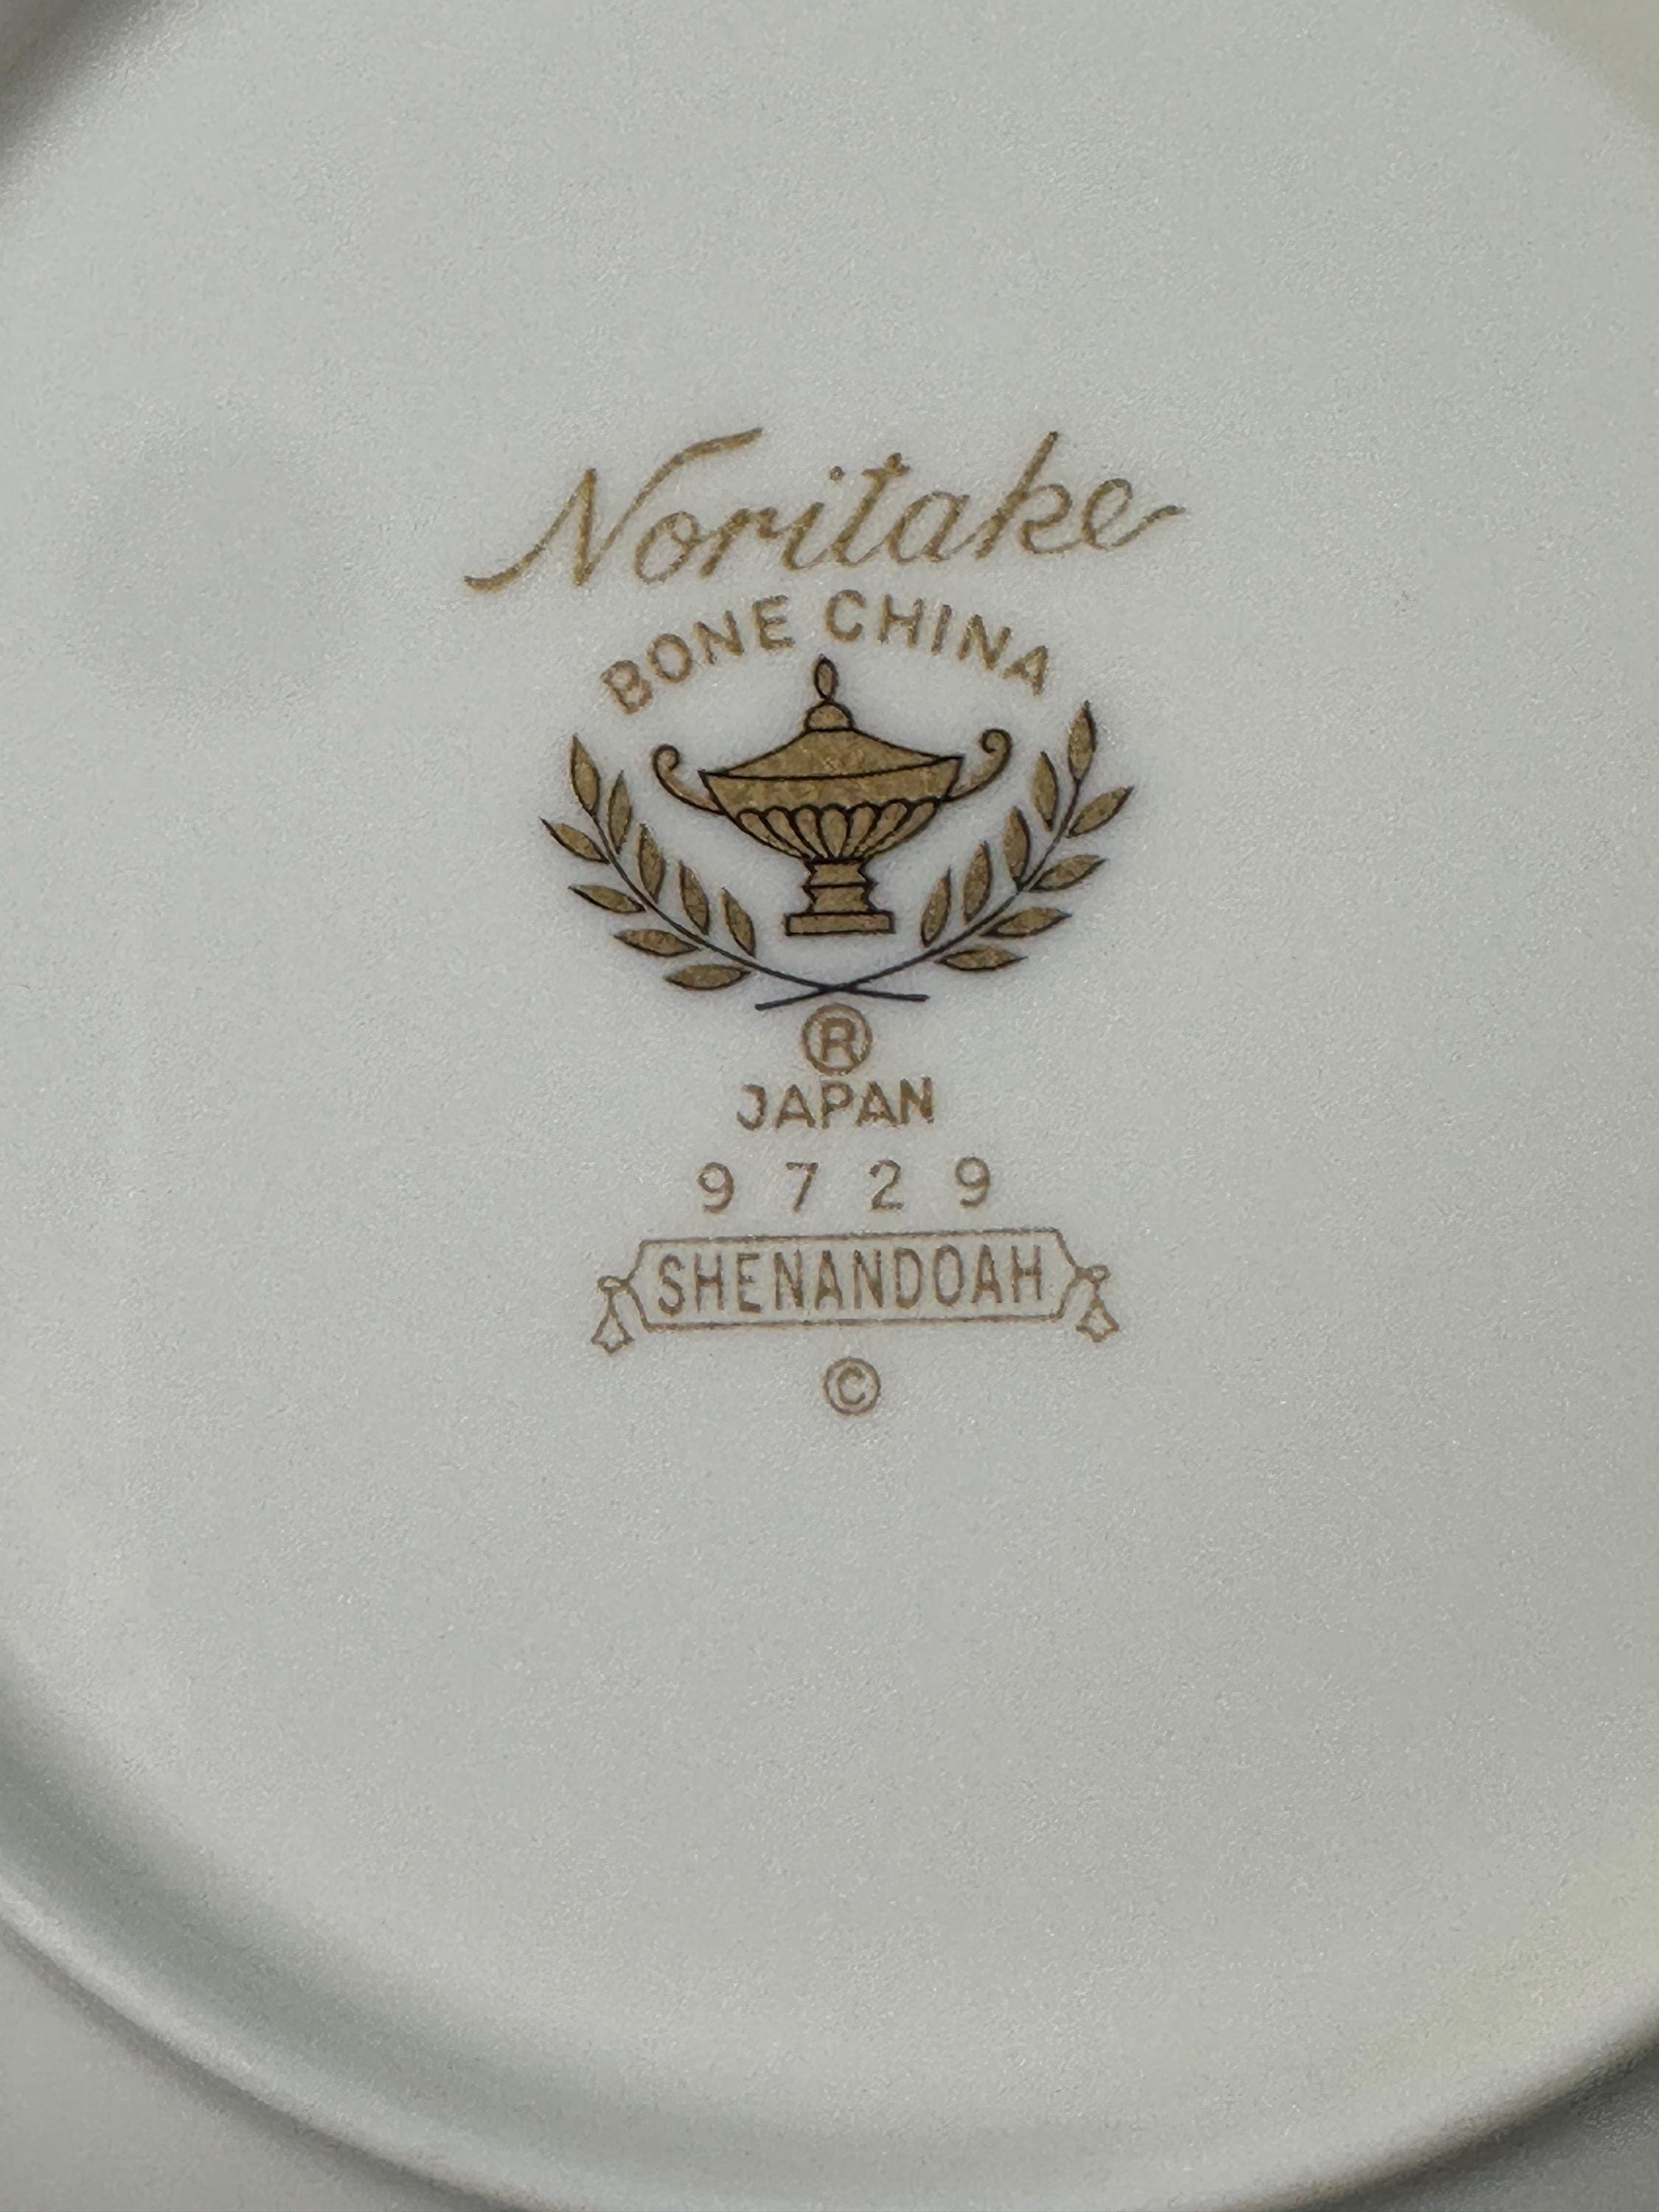 Noritake
BONE CHINA
®
JAPAN
9729
SHENANDOAH
©